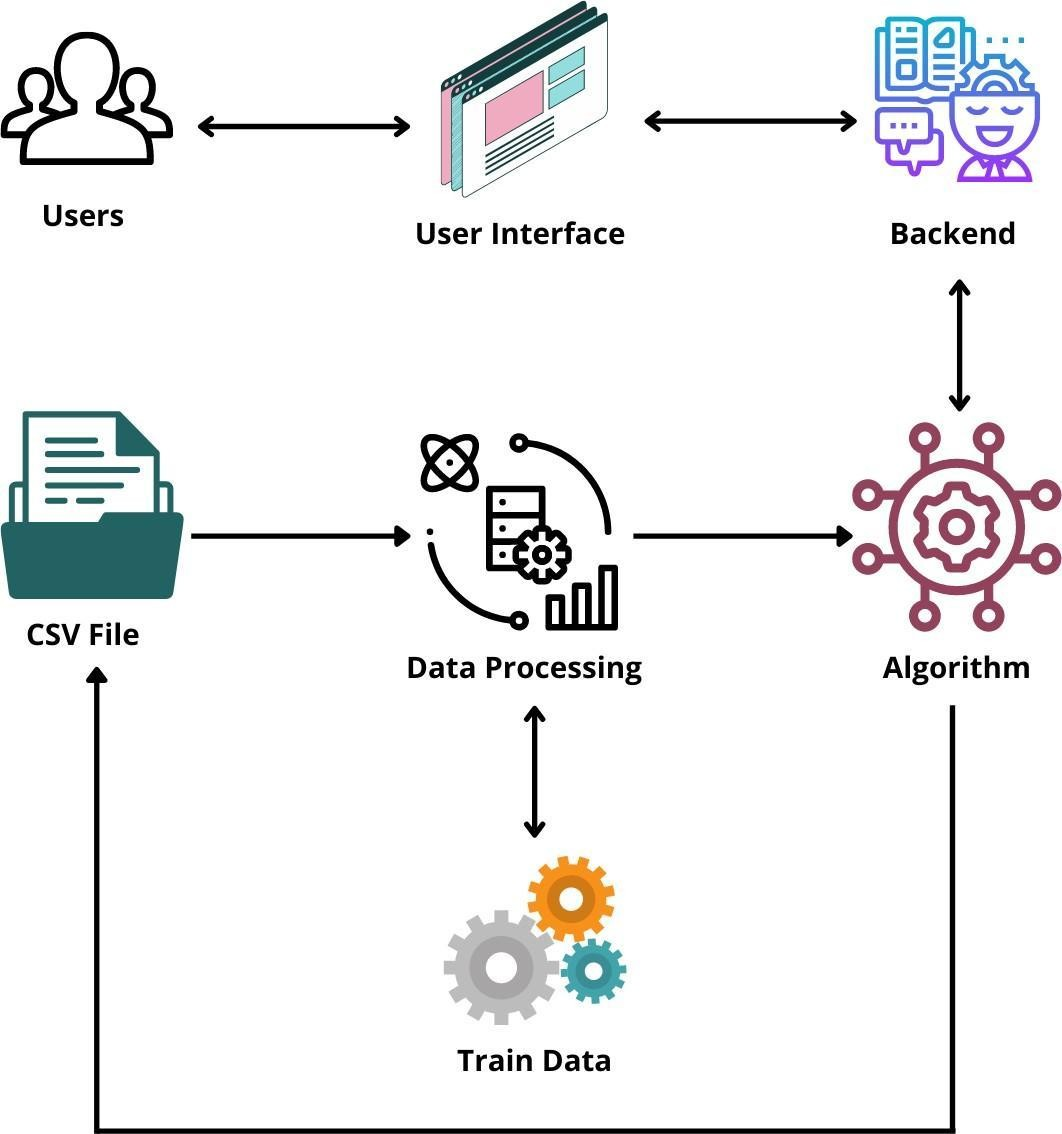 Users
User Interface
Backend
CSV File
Data Processing
Algorithm
Train Data